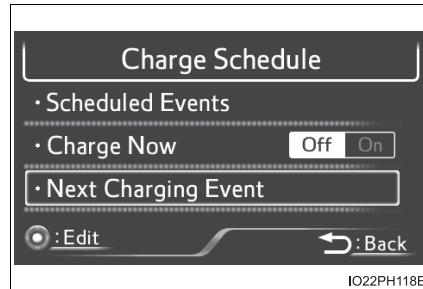 Charge Schedule
· Scheduled Events
· Charge Now Off On
· Next Charging Event
: Edit : Back
IO22PH118E